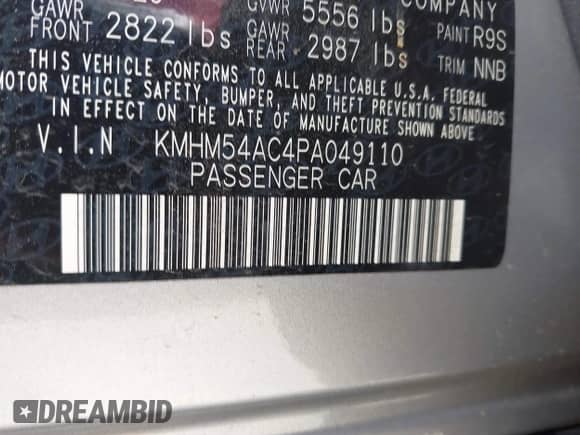 GAWR GVWR 5556 lbs COMPANY
FRONT 2822 lbs GAWR REAR 2987 lbs PAINT R9S
TRIM NNB
THIS VEHICLE CONFORMS TO ALL APPLICABLE U.S.A. FEDERAL
MOTOR VEHICLE SAFETY, BUMPER, AND THEFT PREVENTION STANDARDS
IN EFFECT ON THE DATE OF MANUFACTURE SHOWN ABOVE.
V.I.N KMHM54AC4PA049110
PASSENGER CAR
DREAMBID